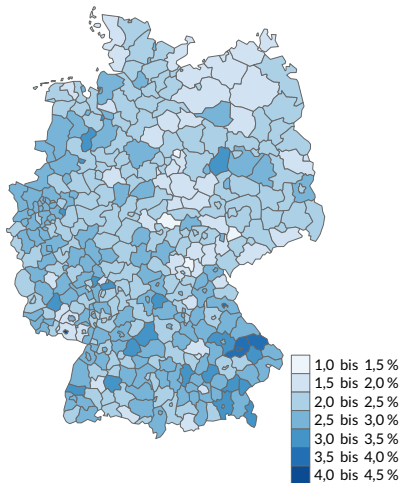 1,0 bis 1,5 %
1,5 bis 2,0 %
2,0 bis 2,5 %
2,5 bis 3,0 %
3,0 bis 3,5 %
3,5 bis 4,0 %
4,0 bis 4,5 %